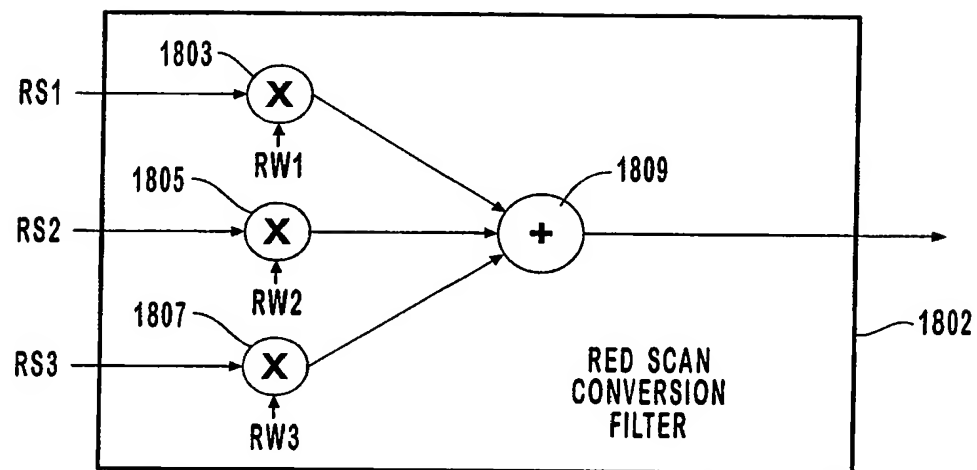 1803
RS1
X
RW1
1809
1805
RS2
X
+
RW2
1807
1802
RS3
X
RED SCAN
CONVERSION
FILTER
RW3